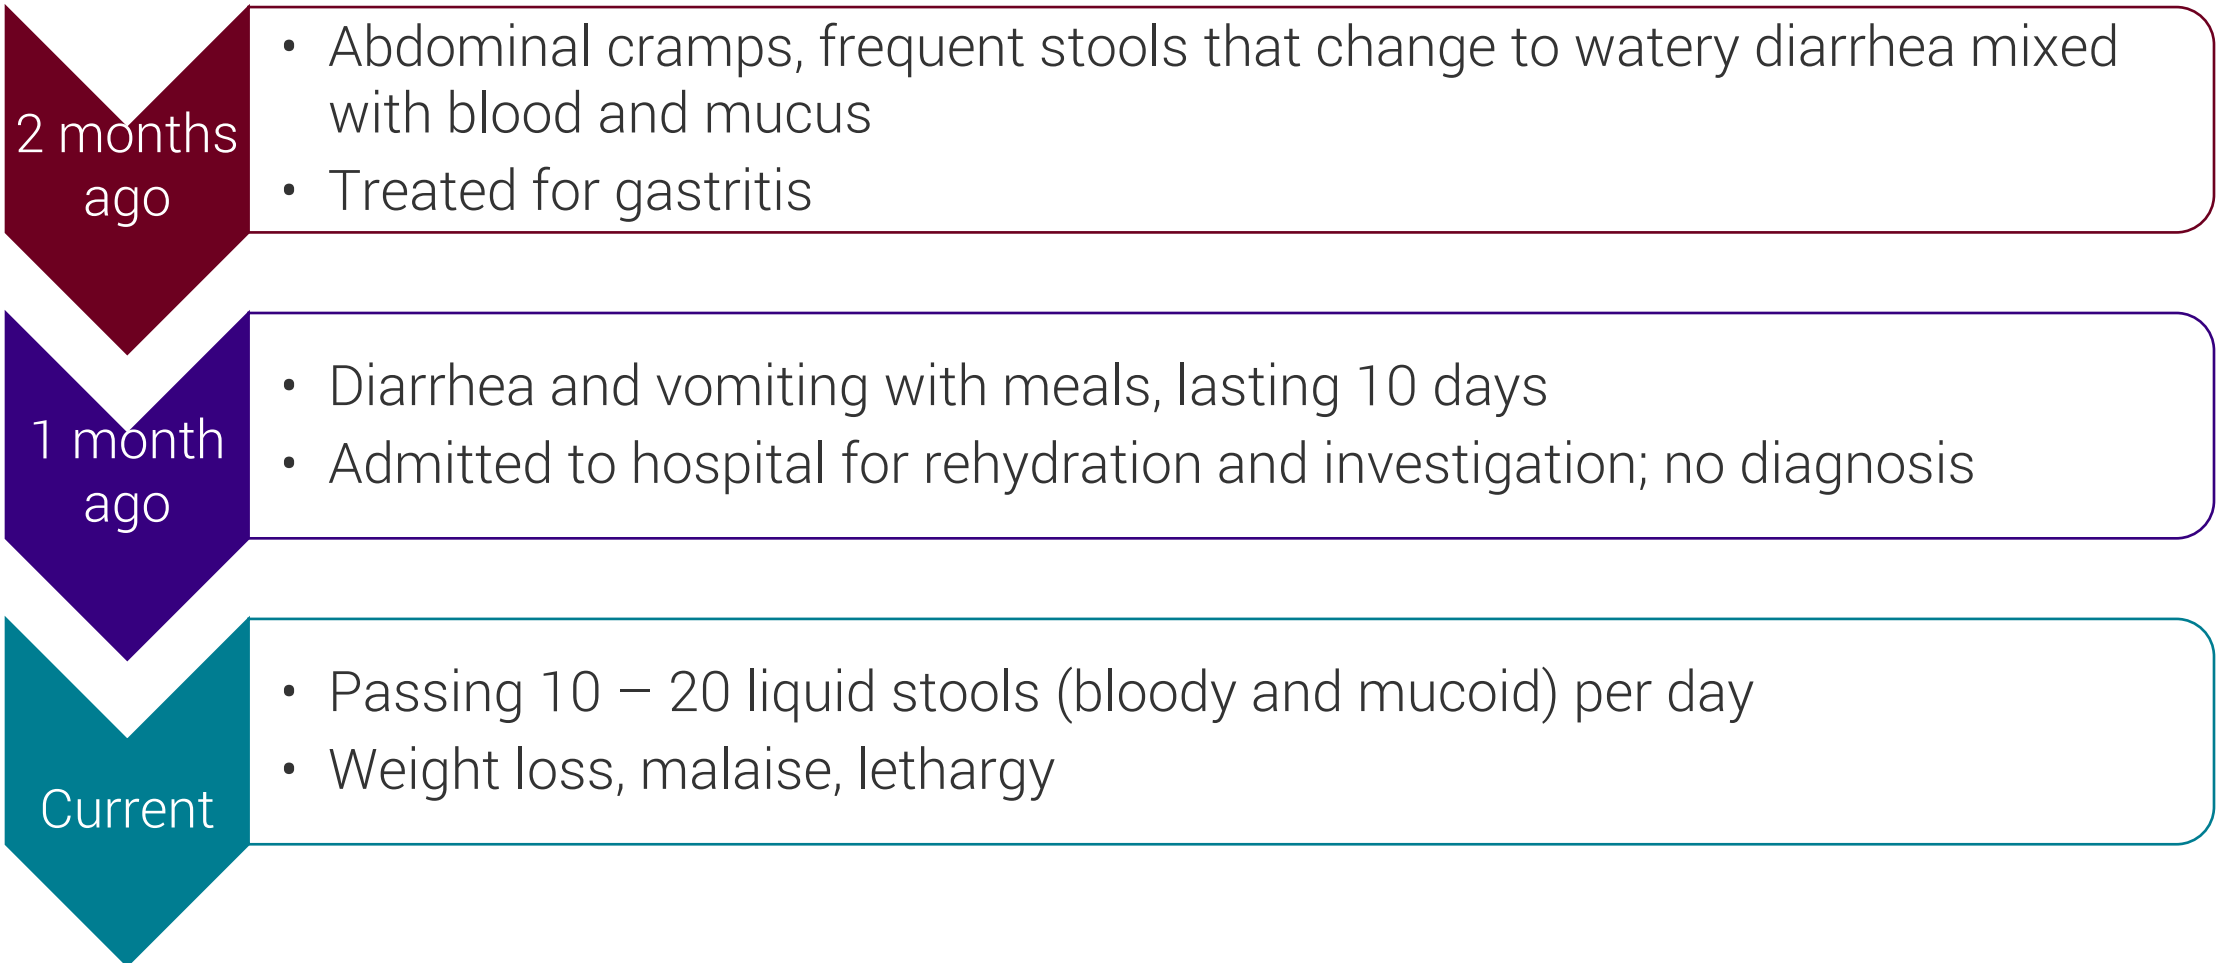 2 months
ago
• Abdominal cramps, frequent stools that change to watery diarrhea mixed
with blood and mucus
• Treated for gastritis
1 month
ago
• Diarrhea and vomiting with meals, lasting 10 days
• Admitted to hospital for rehydration and investigation; no diagnosis
Current
• Passing 10 – 20 liquid stools (bloody and mucoid) per day
• Weight loss, malaise, lethargy